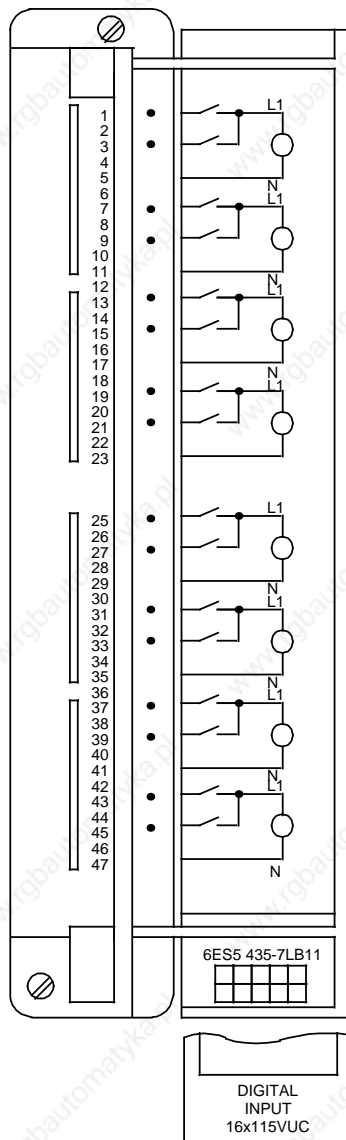 1
2
3
4
5
6
7
8
9
10
11
12
13
14
15
16
17
18
19
20
21
22
23
25
26
27
28
29
30
31
32
33
34
35
36
37
38
39
40
41
42
43
44
45
46
47
L1
N
L1
N
L1
N
L1
N
L1
N
L1
N
L1
N
L1
N
6ES5 435-7LB11
DIGITAL
INPUT
16x115VUC
www.rgbautomatyka.pl